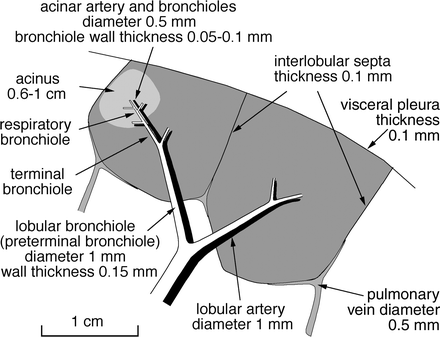 acinar artery and bronchioles
diameter 0.5 mm
bronchiole wall thickness 0.05-0.1 mm
acinus
0.6-1 cm
respiratory
bronchiole
terminal
bronchiole
lobular bronchiole
(preterminal bronchiole)
diameter 1 mm
wall thickness 0.15 mm
1 cm
interlobular septa
thickness 0.1 mm
visceral pleura
thickness
0.1 mm
lobular artery
diameter 1 mm
pulmonary
vein diameter
0.5 mm